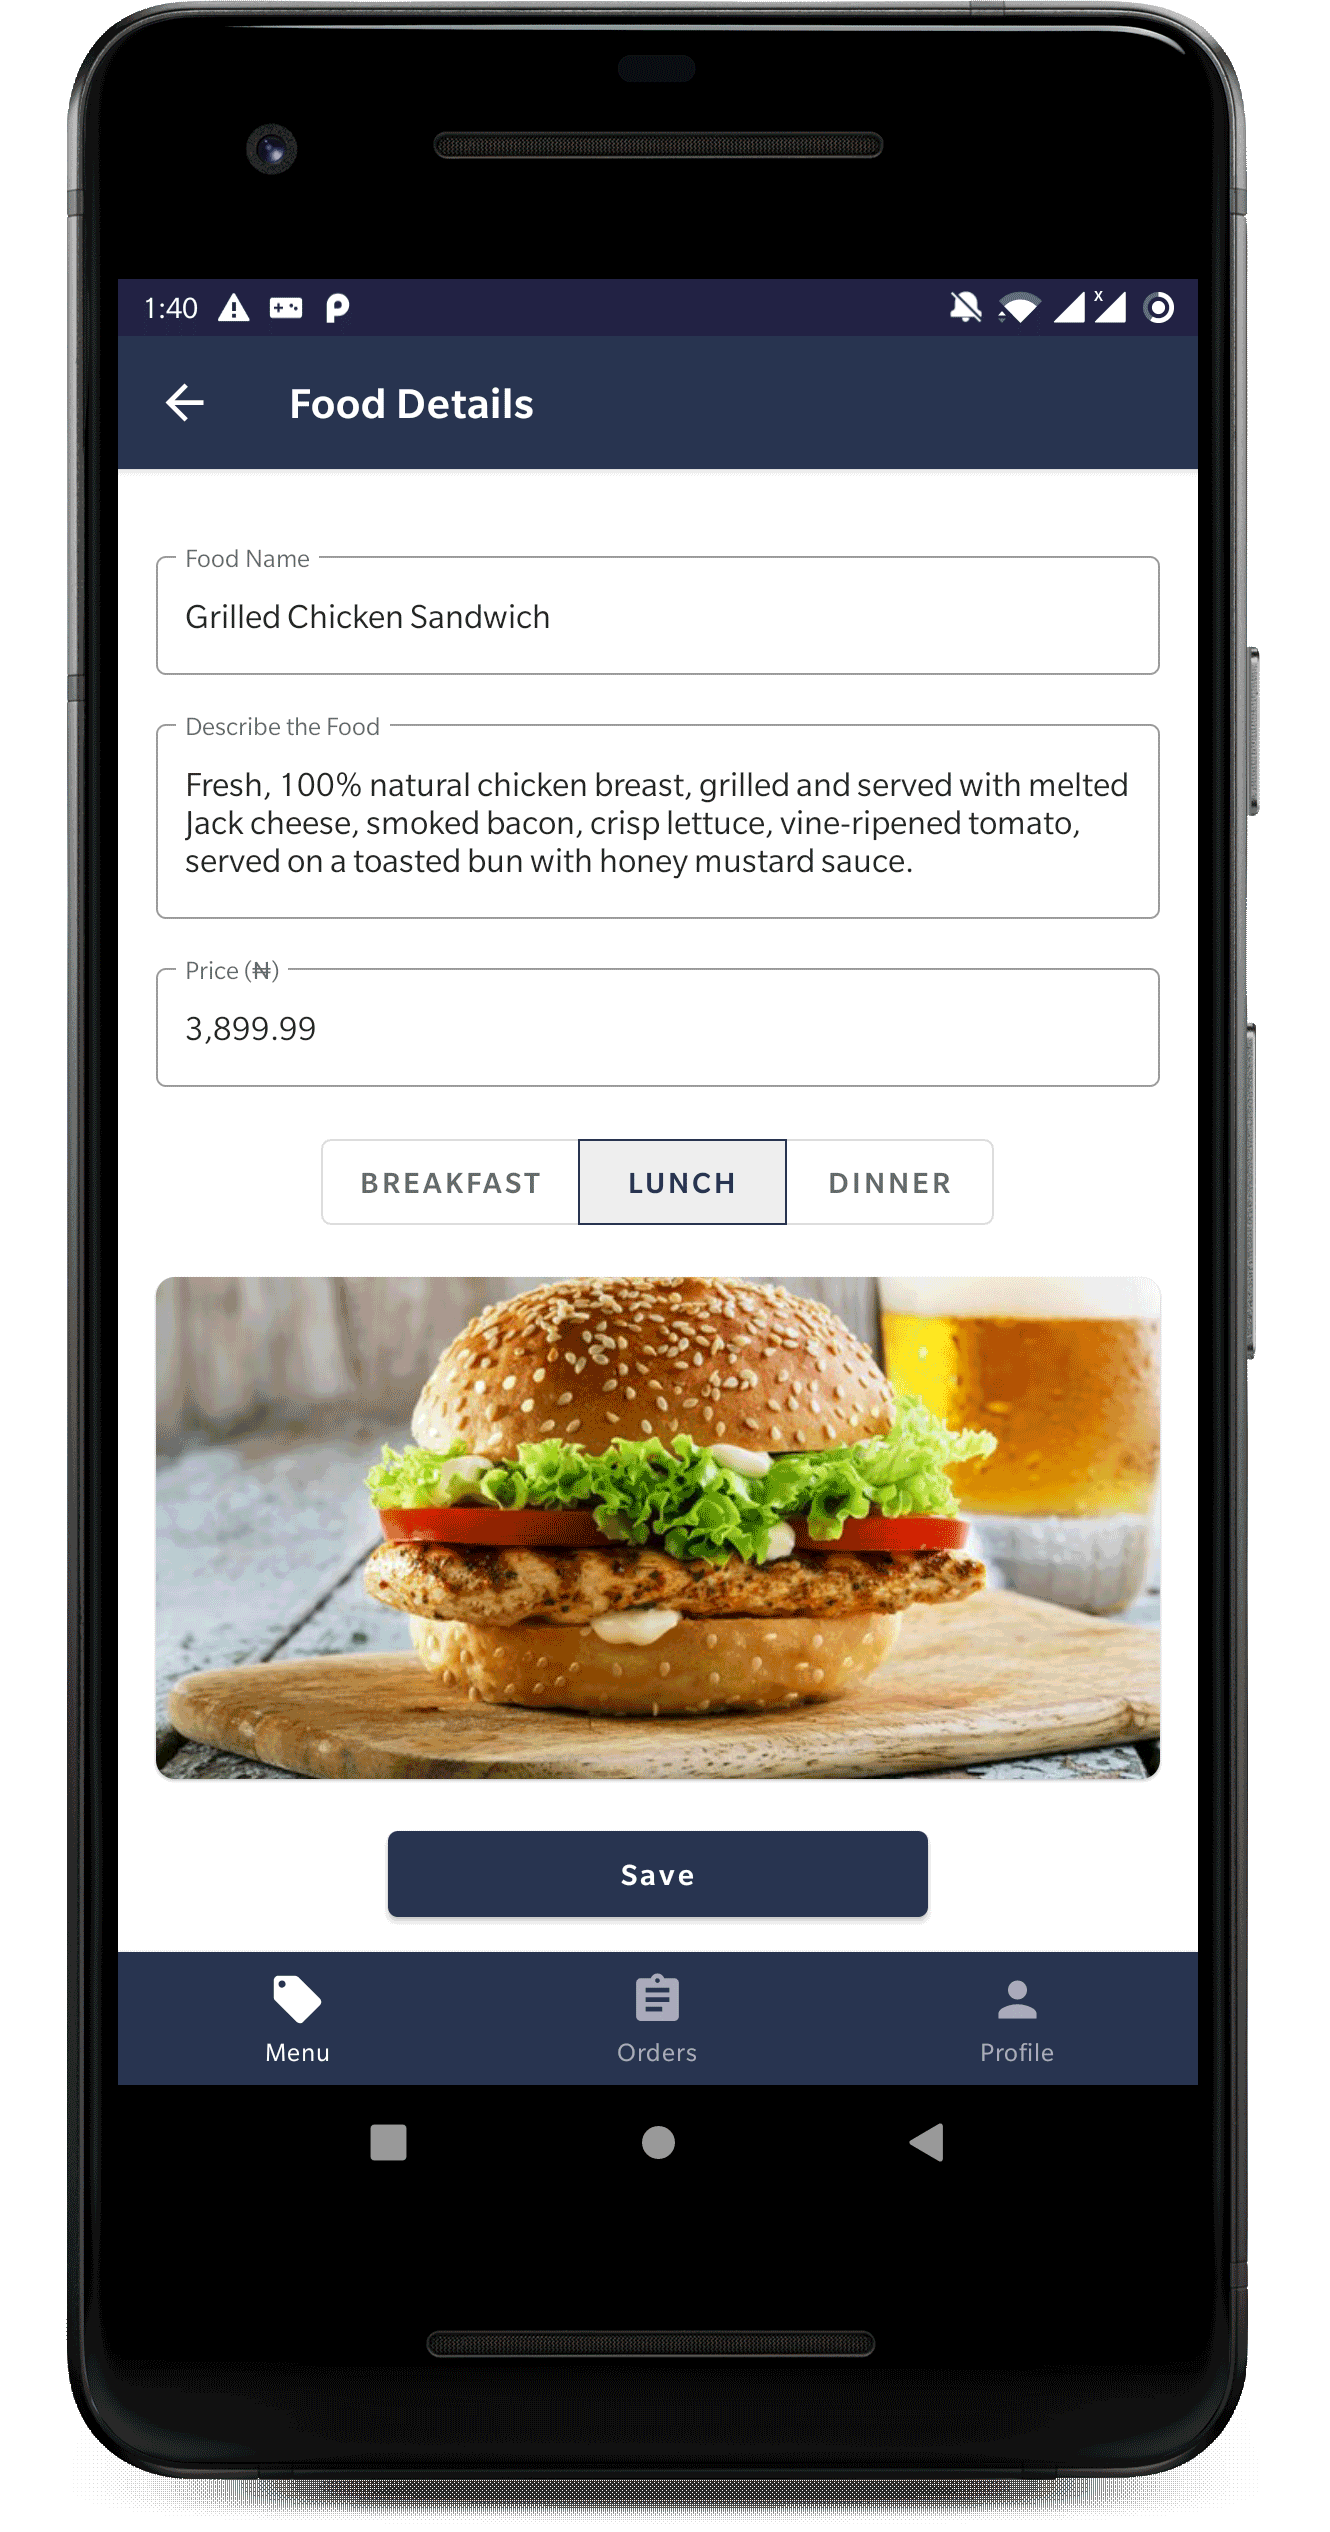 1:40
x
Food Details
Food Name
Grilled Chicken Sandwich
Describe the Food
Fresh, 100% natural chicken breast, grilled and served with melted
Jack cheese, smoked bacon, crisp lettuce, vine-ripened tomato,
served on a toasted bun with honey mustard sauce.
Price (₦)
3,899.99
BREAKFAST LUNCH DINNER
Save
Menu Orders Profile